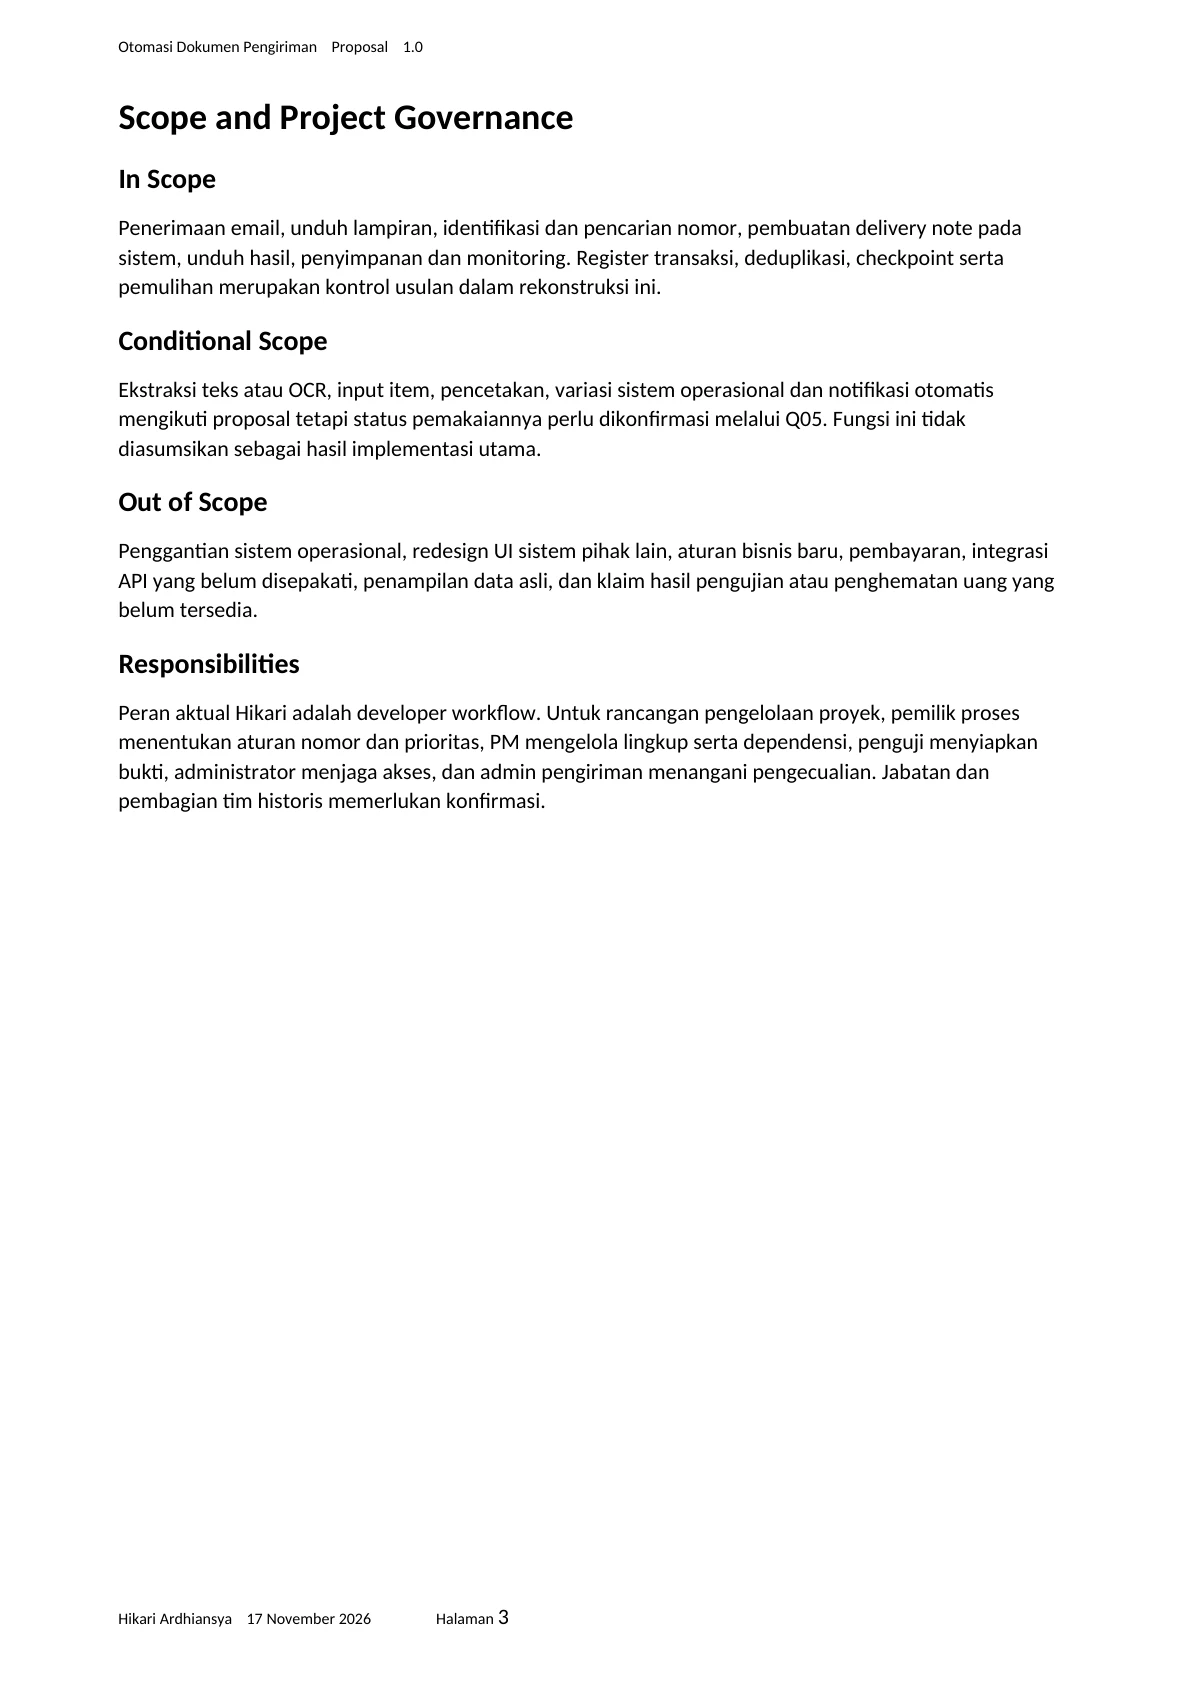 Otomasi Dokumen Pengiriman Proposal 1.0
Scope and Project Governance
In Scope
Penerimaan email, unduh lampiran, identifikasi dan pencarian nomor, pembuatan delivery note pada
sistem, unduh hasil, penyimpanan dan monitoring. Register transaksi, deduplikasi, checkpoint serta
pemulihan merupakan kontrol usulan dalam rekonstruksi ini.
Conditional Scope
Ekstraksi teks atau OCR, input item, pencetakan, variasi sistem operasional dan notifikasi otomatis
mengikuti proposal tetapi status pemakaiannya perlu dikonfirmasi melalui Q05. Fungsi ini tidak
diasumsikan sebagai hasil implementasi utama.
Out of Scope
Penggantian sistem operasional, redesign UI sistem pihak lain, aturan bisnis baru, pembayaran, integrasi
API yang belum disepakati, penampilan data asli, dan klaim hasil pengujian atau penghematan uang yang
belum tersedia.
Responsibilities
Peran aktual Hikari adalah developer workflow. Untuk rancangan pengelolaan proyek, pemilik proses
menentukan aturan nomor dan prioritas, PM mengelola lingkup serta dependensi, penguji menyiapkan
bukti, administrator menjaga akses, dan admin pengiriman menangani pengecualian. Jabatan dan
pembagian tim historis memerlukan konfirmasi.
Hikari Ardhiansya 17 November 2026 Halaman 3